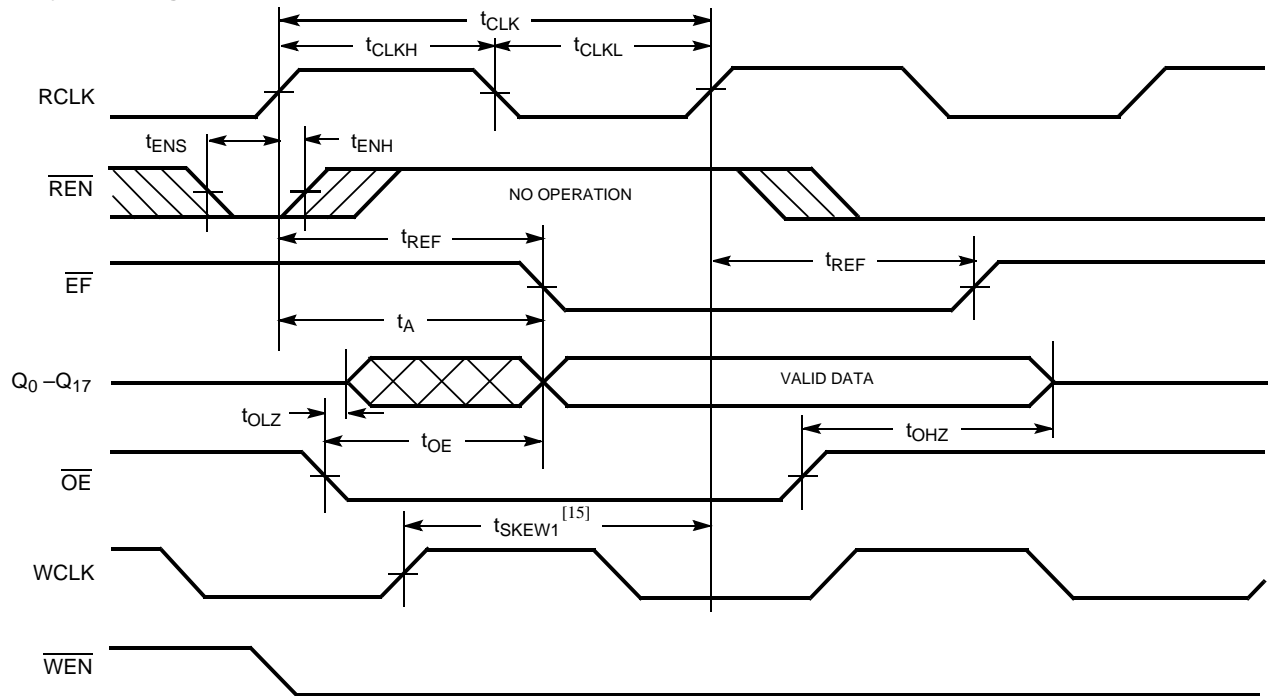 tCLK
tCLKH
tCLKL
RCLK
tENS
tENH
REN
NO OPERATION
tREF
tREF
EF
tA
Q0 –Q17
VALID DATA
tOLZ
tOE
tOHZ
OE
tSKEW1 [15]
WCLK
WEN